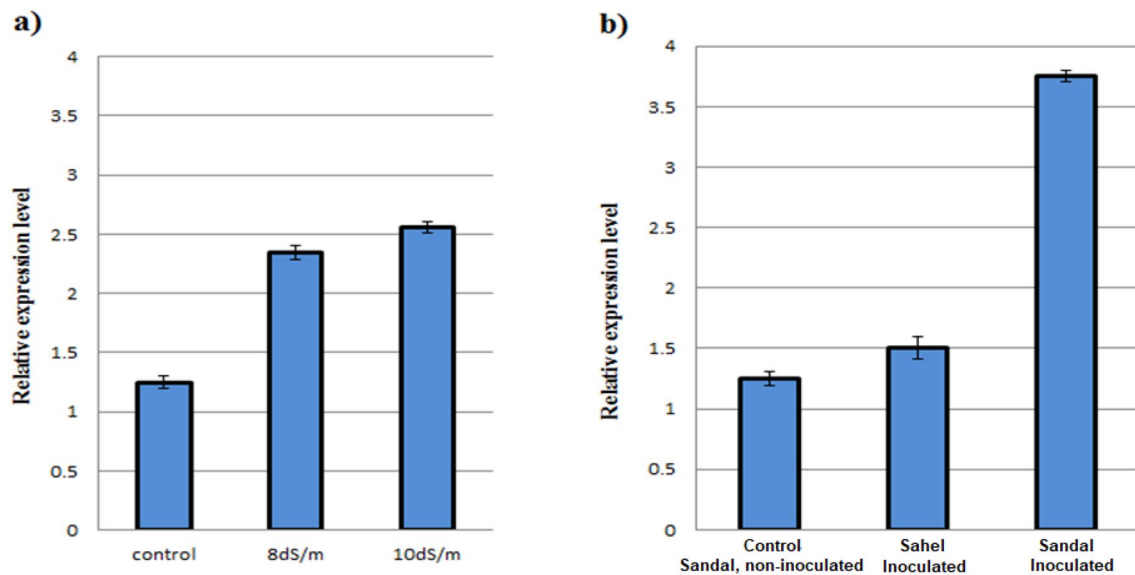 a)
Relative expression level
4
3.5
3
2.5
2
1.5
1
0.5
0
control 8dS/m 10dS/m
b)
Relative expression level
4
3.5
3
2.5
2
1.5
1
0.5
0
Control Sahel Sandal
Sandal, non-inoculated Inoculated Inoculated